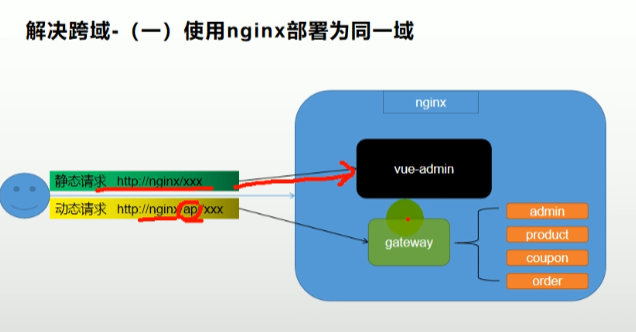 解决跨域-（一）使用nginx部署为同一域
nginx
静态请求 http://nginx/xxx
vue-admin
动态请求 http://nginx/api/xxx
gateway
admin
product
coupon
order